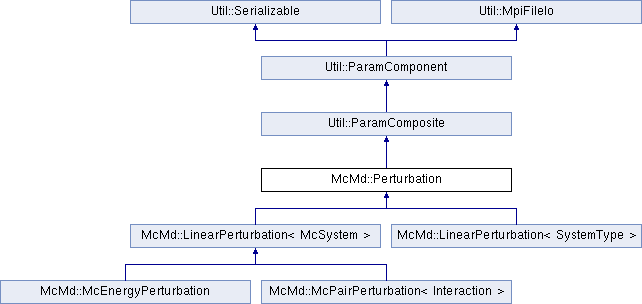 Util::Serializable
Util::MpiFileIo
Util::ParamComponent
Util::ParamComposite
McMd::Perturbation
McMd::LinearPerturbation< McSystem >
McMd::LinearPerturbation< SystemType >
McMd::McEnergyPerturbation
McMd::McPairPerturbation< Interaction >